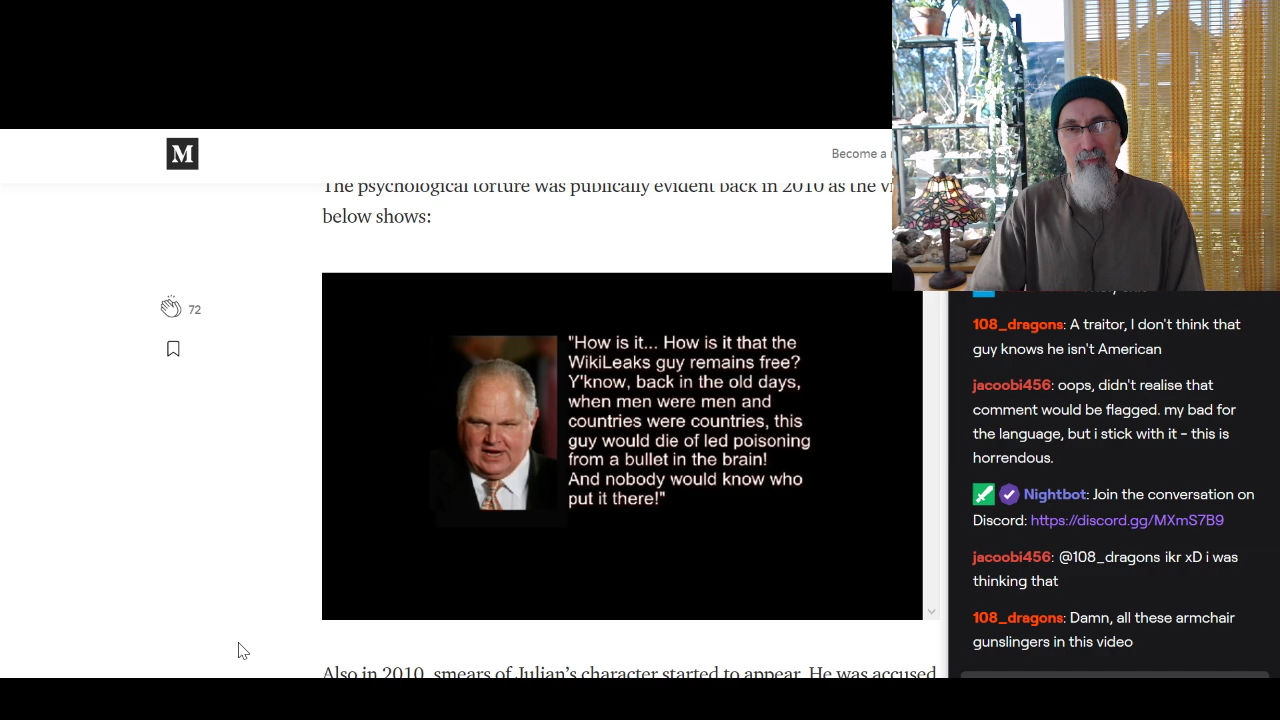 M
Become a
The psychological torture was publically evident back in 2010 as the
below shows:
72
"How is it... How is it that the
WikiLeaks guy remains free?
Y'know, back in the old days,
when men were men and
countries were countries, this
guy would die of led poisoning
from a bullet in the brain!
And nobody would know who
put it there!"
Also in 2010, smears of Julian's character started to appear. He was accused
108_dragons: A traitor, I don't think that
guy knows he isn't American
jacoobi456: oops, didn't realise that
comment would be flagged. my bad for
the language, but i stick with it - this is
horrendous.
Nightbot: Join the conversation on
Discord: https://discord.gg/MXmS7B9
jacoobi456: @108_dragons ikr xD i was
thinking that
108_dragons: Damn, all these armchair
gunslingers in this video